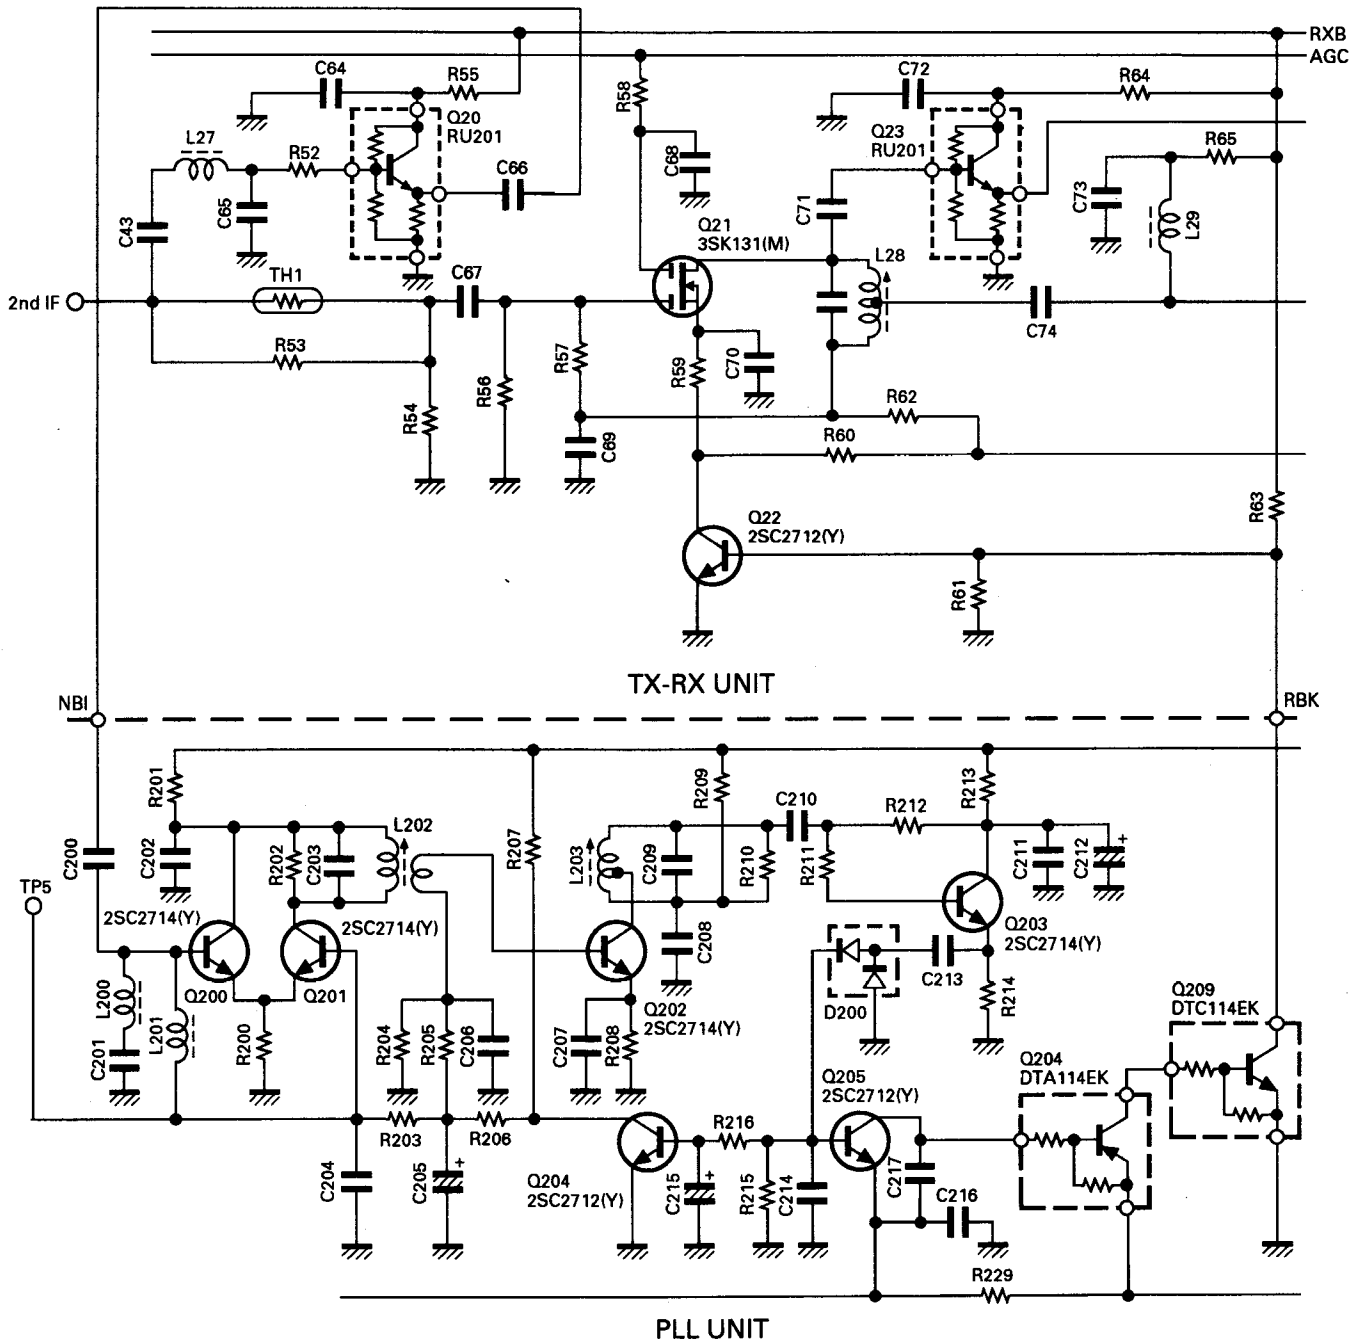 RXB
AGC
C64
R55
R58
C72
R64
Q20
RU201
Q23
RU201
L27
R52
C66
C68
R65
C65
C71
C73
L29
C43
Q21
3SK131(M)
L28
TH1
C67
2nd IF
C74
R53
R57
R59
C70
R56
R54
R62
R60
C69
R63
Q22
2SC2712(Y)
R61
TX-RX UNIT
NBI
RBK
R201
R209
R213
C210
R212
L202
R207
C200
C202
R202
C203
L203
C209
R210
R211
C211
C212
+
TP5
2SC2714(Y)
2SC2714(Y)
Q203
2SC2714(Y)
C208
C213
L200
Q200
Q201
Q202
2SC2714(Y)
D200
R214
Q209
DTC114EK
L201
R200
R204
R205
C206
C207
R208
C201
Q204
DTA114EK
Q205
2SC2712(Y)
R203
R206
R216
Q204
2SC2712(Y)
C204
C205
+
C215
+
R215
C214
C217
C216
R229
PLL UNIT